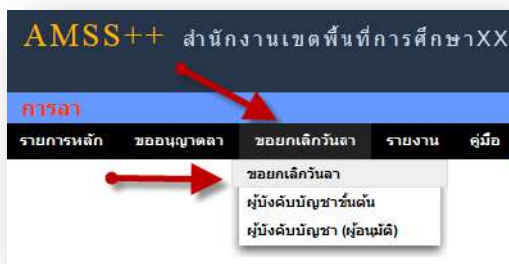 AMSS++ สำนักงานเขตพื้นที่การศึกษาXX
การลา
รายการหลัก ขออนุญาตลา ขอยกเลิกวันลา รายงาน คู่มือ
ขอยกเลิกวันลา
ผู้บังคับบัญชาชั้นต้น
ผู้บังคับบัญชา (ผู้อนุมัติ)